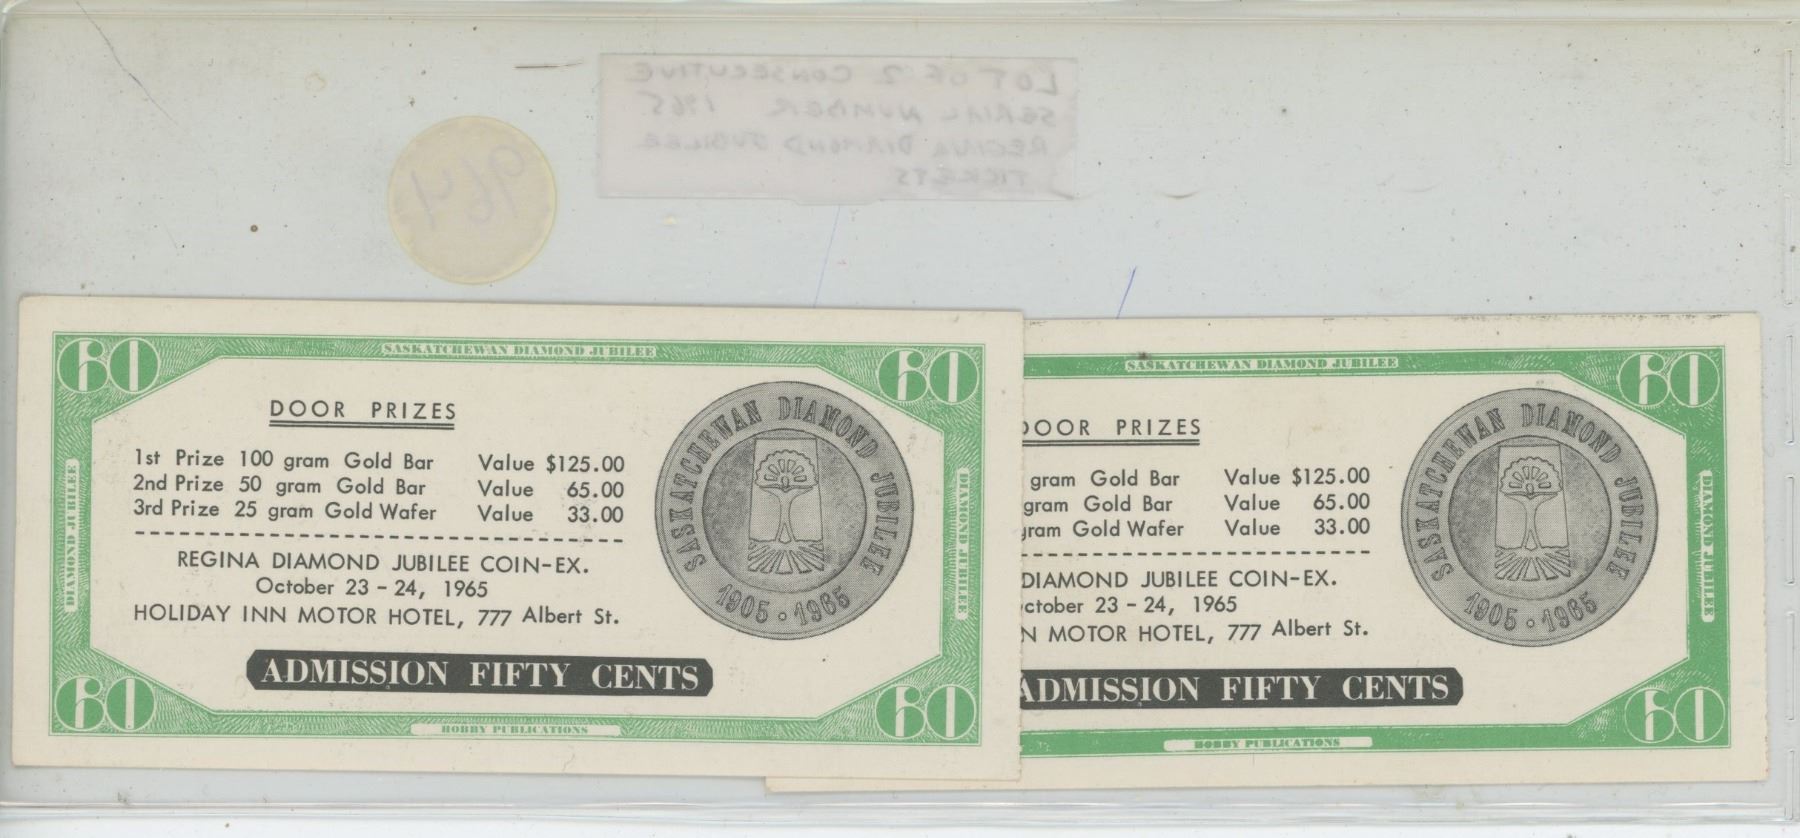 LOT OF 2 CONSECUTIVE
SERIAL NUMBER 1965
REGINA DIAMOND JUBILEE
TICKETS
964
60 SASKATCHEWAN DIAMOND JUBILEE 60
DOOR PRIZES
1st Prize 100 gram Gold Bar Value $125.00
2nd Prize 50 gram Gold Bar Value 65.00
3rd Prize 25 gram Gold Wafer Value 33.00
REGINA DIAMOND JUBILEE COIN-EX.
October 23 - 24, 1965
HOLIDAY INN MOTOR HOTEL, 777 Albert St.
ADMISSION FIFTY CENTS
DIAMOND JUBILEE
SASKATCHEWAN DIAMOND JUBILEE
1905 · 1965
DIAMOND JUBILEE
60 HOBBY PUBLICATIONS 60
SASKATCHEWAN DIAMOND JUBILEE 60
DOOR PRIZES
gram Gold Bar Value $125.00
gram Gold Bar Value 65.00
gram Gold Wafer Value 33.00
DIAMOND JUBILEE COIN-EX.
ctober 23 - 24, 1965
N MOTOR HOTEL, 777 Albert St.
ADMISSION FIFTY CENTS
SASKATCHEWAN DIAMOND JUBILEE
1905 · 1965
DIAMOND JUBILEE
HOBBY PUBLICATIONS 60